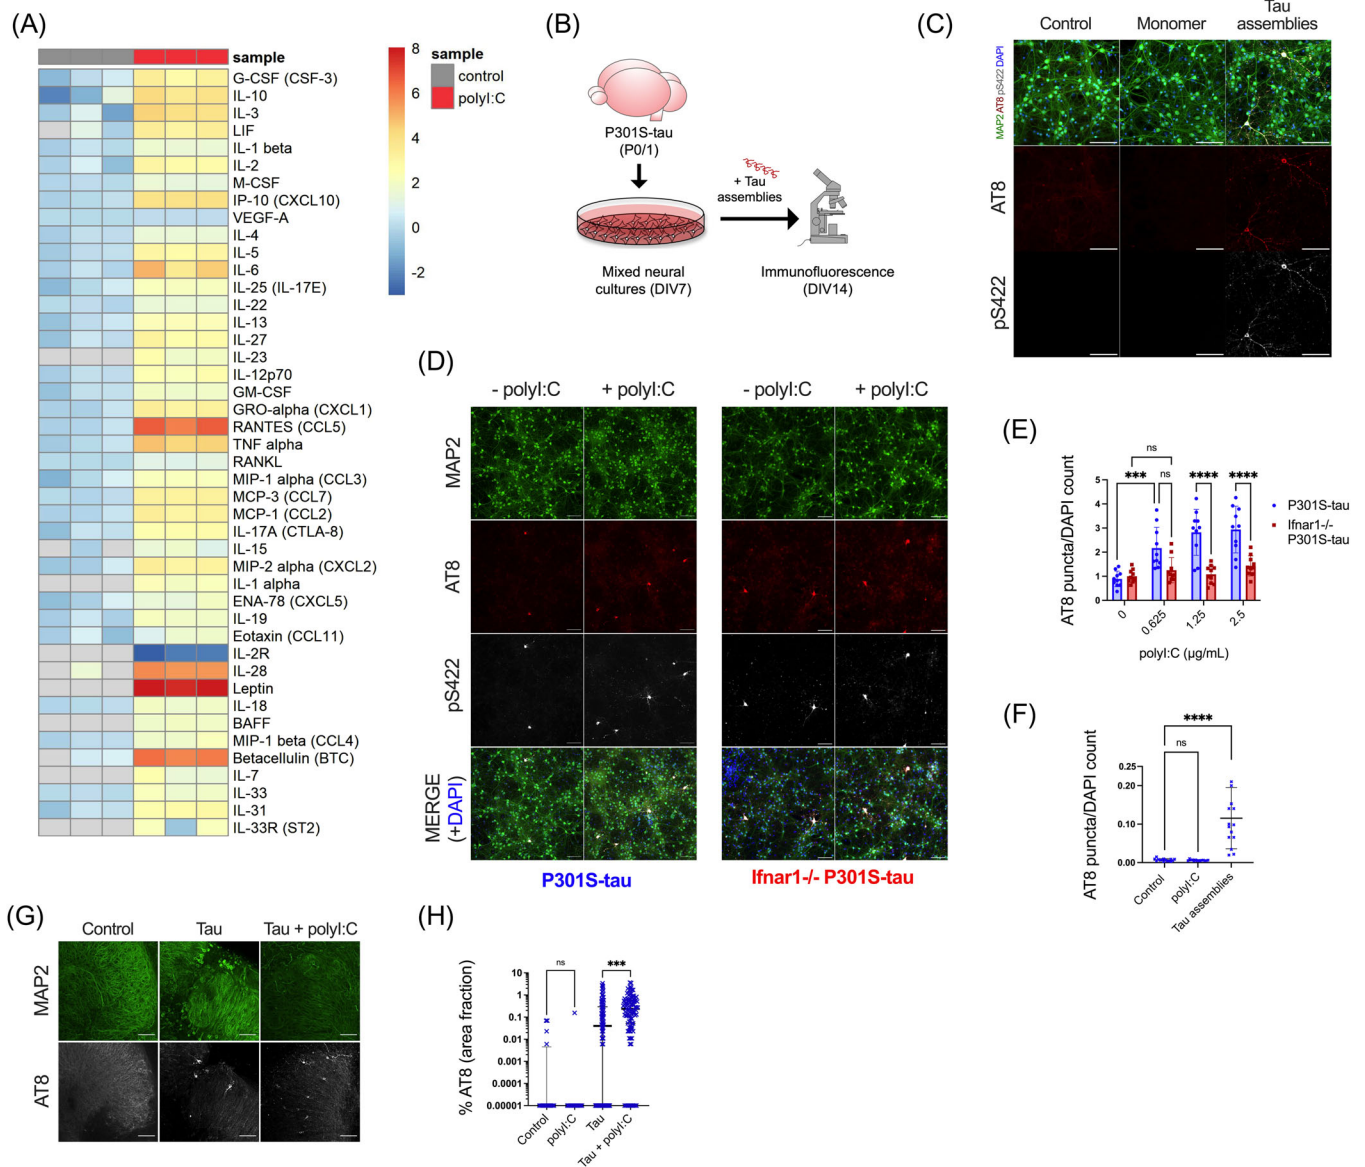 (A)
sample
G-CSF (CSF-3)
IL-10
IL-3
LIF
IL-1 beta
IL-2
M-CSF
IP-10 (CXCL10)
VEGF-A
IL-4
IL-5
IL-6
IL-25 (IL-17E)
IL-22
IL-13
IL-27
IL-23
IL-12p70
GM-CSF
GRO-alpha (CXCL1)
RANTES (CCL5)
TNF alpha
RANKL
MIP-1 alpha (CCL3)
MCP-3 (CCL7)
MCP-1 (CCL2)
IL-17A (CTLA-8)
IL-15
MIP-2 alpha (CXCL2)
IL-1 alpha
ENA-78 (CXCL5)
IL-19
Eotaxin (CCL11)
IL-2R
IL-28
Leptin
IL-18
BAFF
MIP-1 beta (CCL4)
Betacellulin (BTC)
IL-7
IL-33
IL-31
IL-33R (ST2)
8
6
4
2
0
-2
sample
control
polyI:C
(B)
P301S-tau
(P0/1)
+ Tau
assemblies
Mixed neural
cultures (DIV7)
Immunofluorescence
(DIV14)
(C)
Control
Monomer
Tau
assemblies
MAP2 AT8 pS422 DAPI
AT8
pS422
(D)
- polyI:C
+ polyI:C
- polyI:C
+ polyI:C
MAP2
AT8
pS422
MERGE
(+DAPI)
P301S-tau
Ifnar1-/- P301S-tau
(E)
AT8 puncta/DAPI count
5
4
3
2
1
0
ns
***
ns
****
****
0
0.625
1.25
2.5
polyI:C (µg/mL)
P301S-tau
Ifnar1-/-
P301S-tau
(F)
AT8 puncta/DAPI count
0.25
0.20
0.10
0.00
****
ns
Control
polyI:C
Tau assemblies
(G)
Control
Tau
Tau + polyI:C
MAP2
AT8
(H)
% AT8 (area fraction)
10
1
0.1
0.01
0.001
0.0001
0.00001
ns
***
Control
polyI:C
Tau
Tau + polyI:C